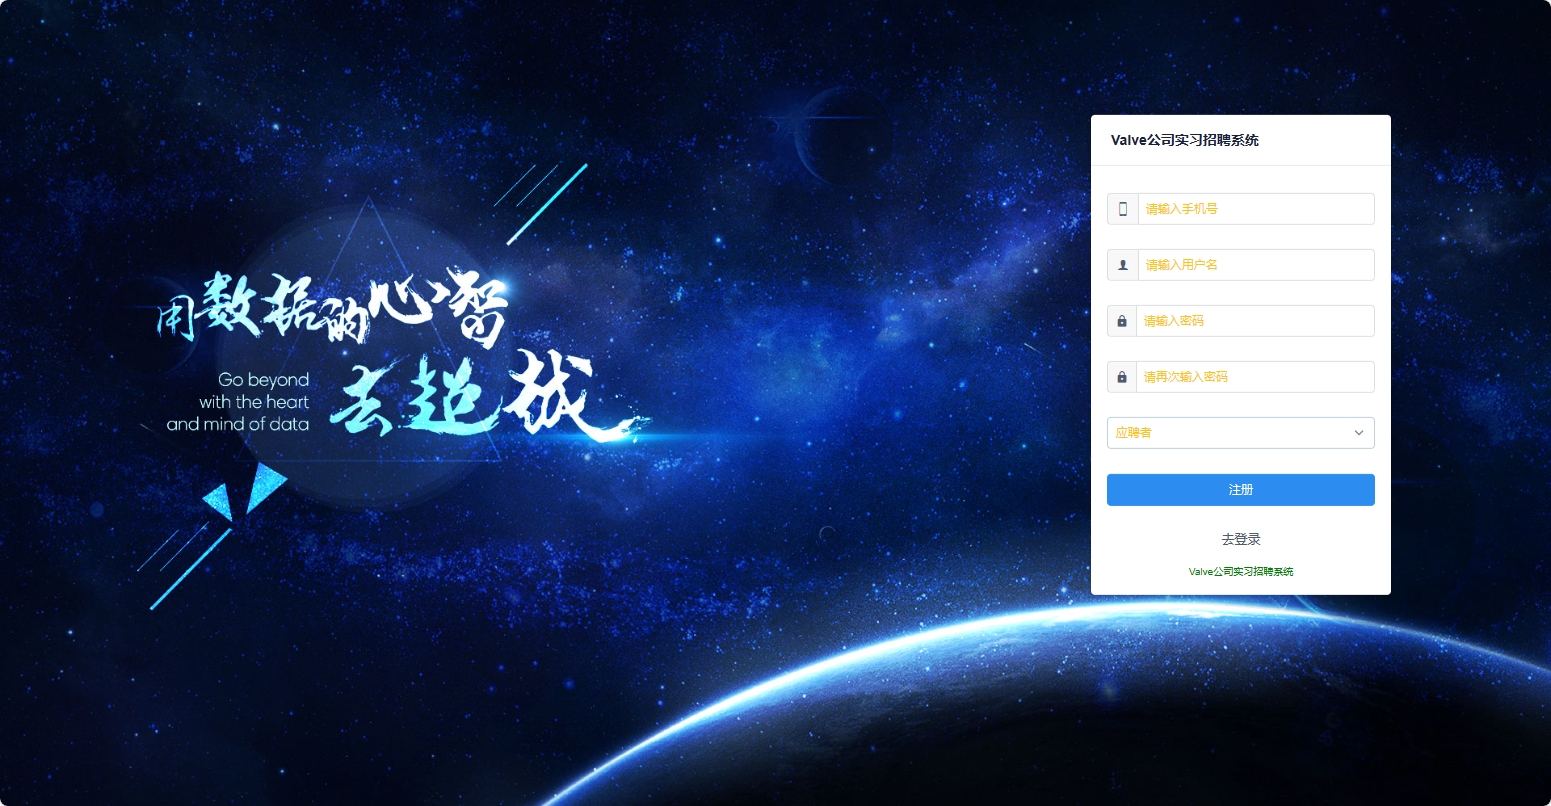 用数据的心智
去超越
Go beyond
with the heart
and mind of data
Valve公司实习招聘系统
请输入手机号
请输入用户名
请输入密码
请再次输入密码
应聘者
注册
去登录
Valve公司实习招聘系统